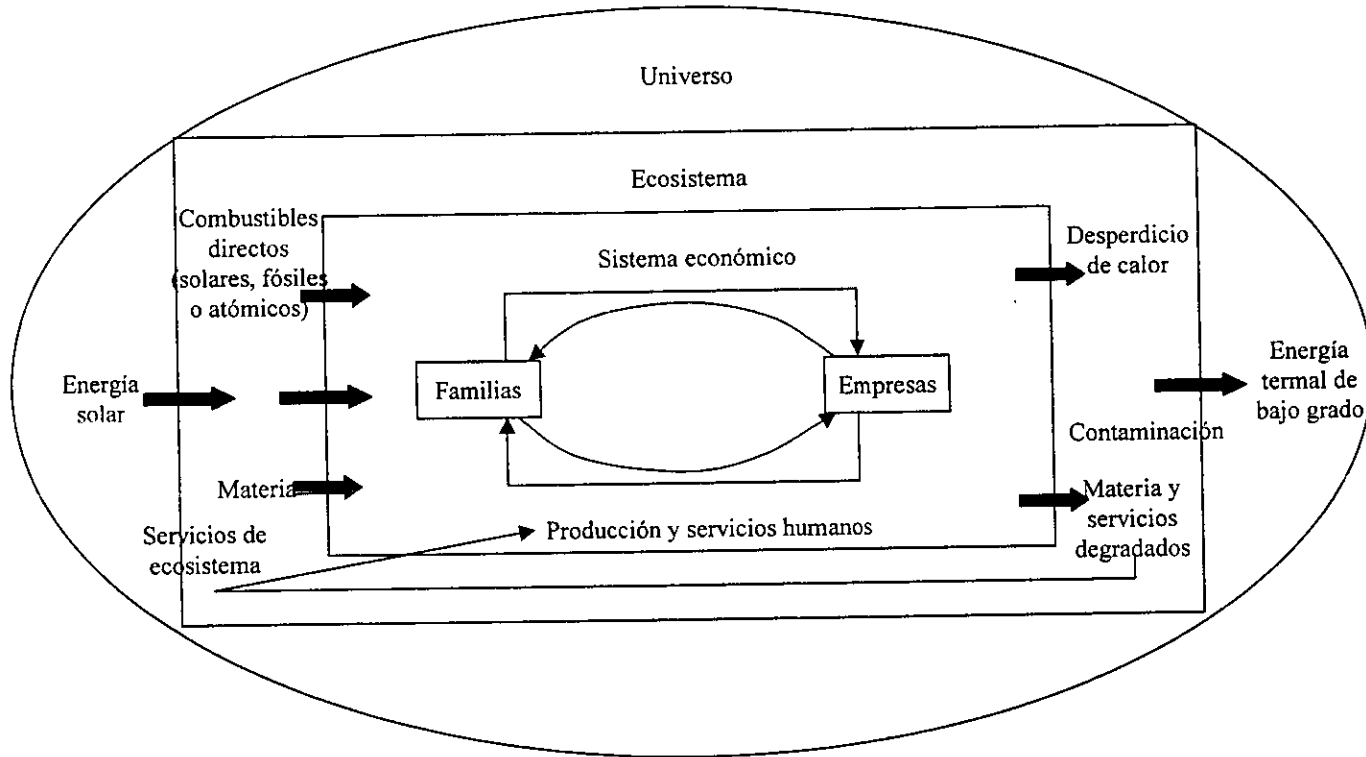 Universo
Ecosistema
Combustibles
directos
(solares, fósiles
o atómicos)
Sistema económico
Desperdicio
de calor
Energía
solar
Familias
Empresas
Energía
termal de
bajo grado
Contaminación
Materia
Materia y
servicios
degradados
Servicios de
ecosistema
Producción y servicios humanos